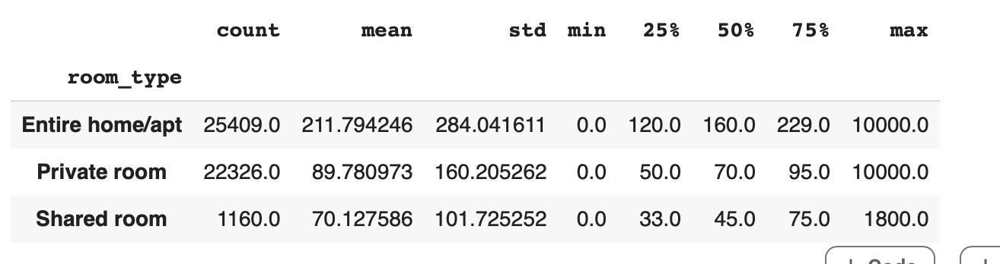 count mean std min 25% 50% 75% max
room_type
Entire home/apt 25409.0 211.794246 284.041611 0.0 120.0 160.0 229.0 10000.0
Private room 22326.0 89.780973 160.205262 0.0 50.0 70.0 95.0 10000.0
Shared room 1160.0 70.127586 101.725252 0.0 33.0 45.0 75.0 1800.0
+ Code
+